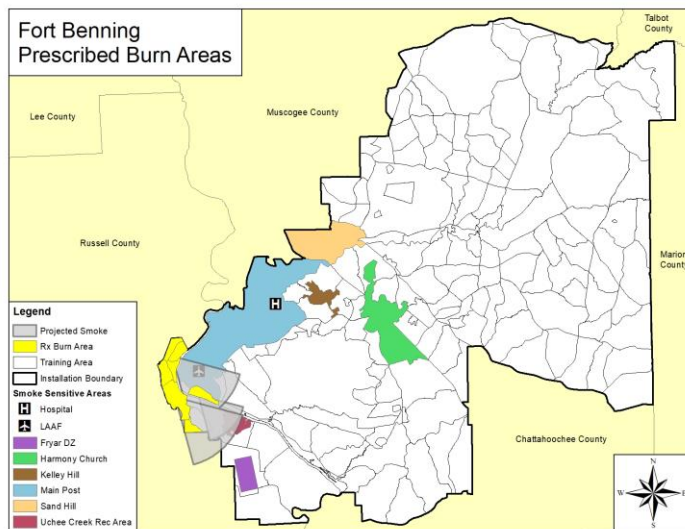 Fort Benning
Prescribed Burn Areas
Talbot
County
Lee County
Muscogee County
Russell County
Marion
County
Chattahoochee County
Legend
Projected Smoke
Rx Burn Area
Training Area
Installation Boundary
Smoke Sensitive Areas
H
Hospital
LAAF
Fryar DZ
Harmony Church
Kelley Hill
Main Post
Sand Hill
Uchee Creek Rec Area
H
N
W
E
S